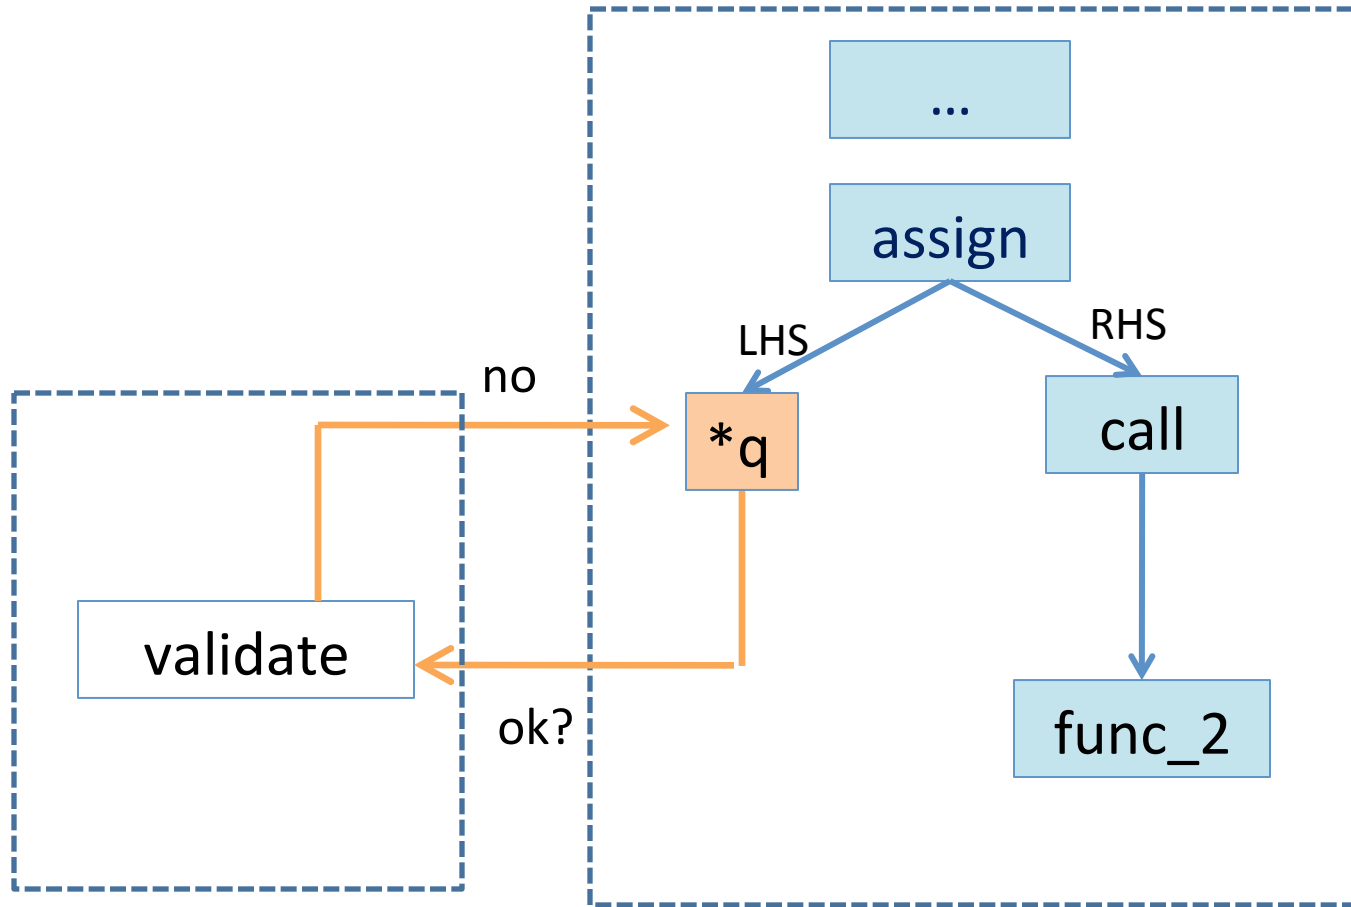 ...
assign
LHS
RHS
no
*q
call
validate
ok?
func_2